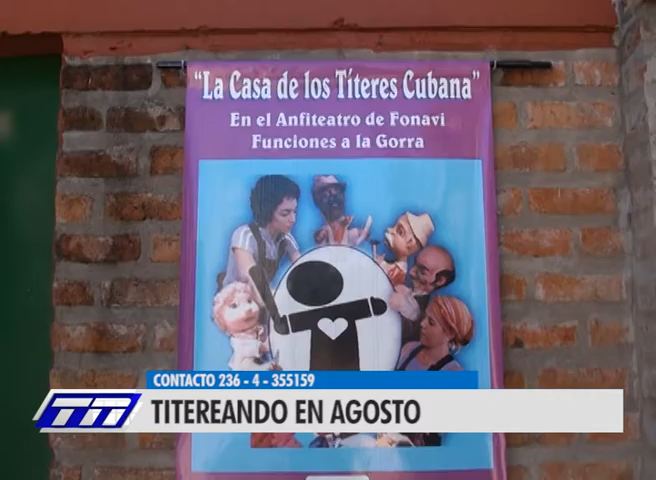 "La Casa de los Títeres Cubana"
En el Anfiteatro de Fonavi
Funciones a la Gorra
CONTACTO 236 - 4 - 355159
TITEREANDO EN AGOSTO